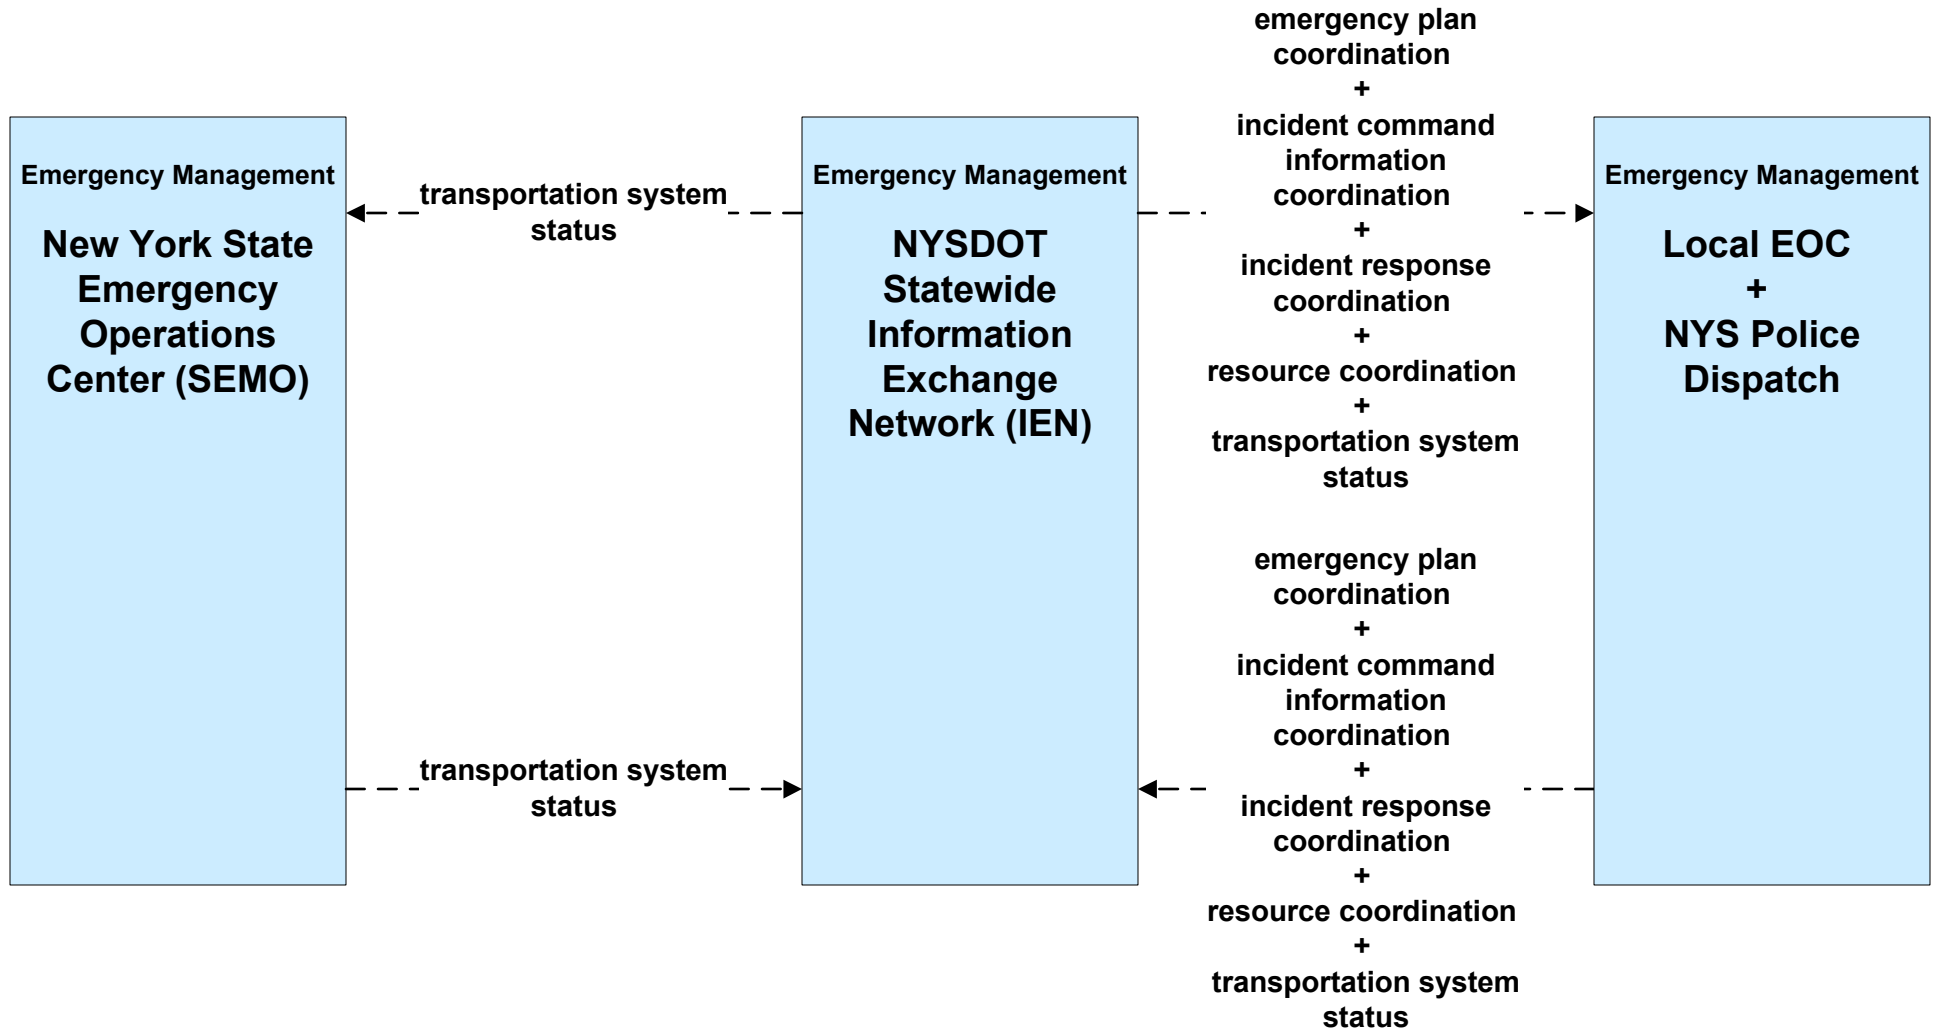 Emergency Management
New York State
Emergency
Operations
Center (SEMO)
transportation system
status
transportation system
status
Emergency Management
NYSDOT
Statewide
Information
Exchange
Network (IEN)
emergency plan
coordination
+
incident command
information
coordination
+
incident response
coordination
+
resource coordination
+
transportation system
status
emergency plan
coordination
+
incident command
information
coordination
+
incident response
coordination
+
resource coordination
+
transportation system
status
Emergency Management
Local EOC
+
NYS Police
Dispatch